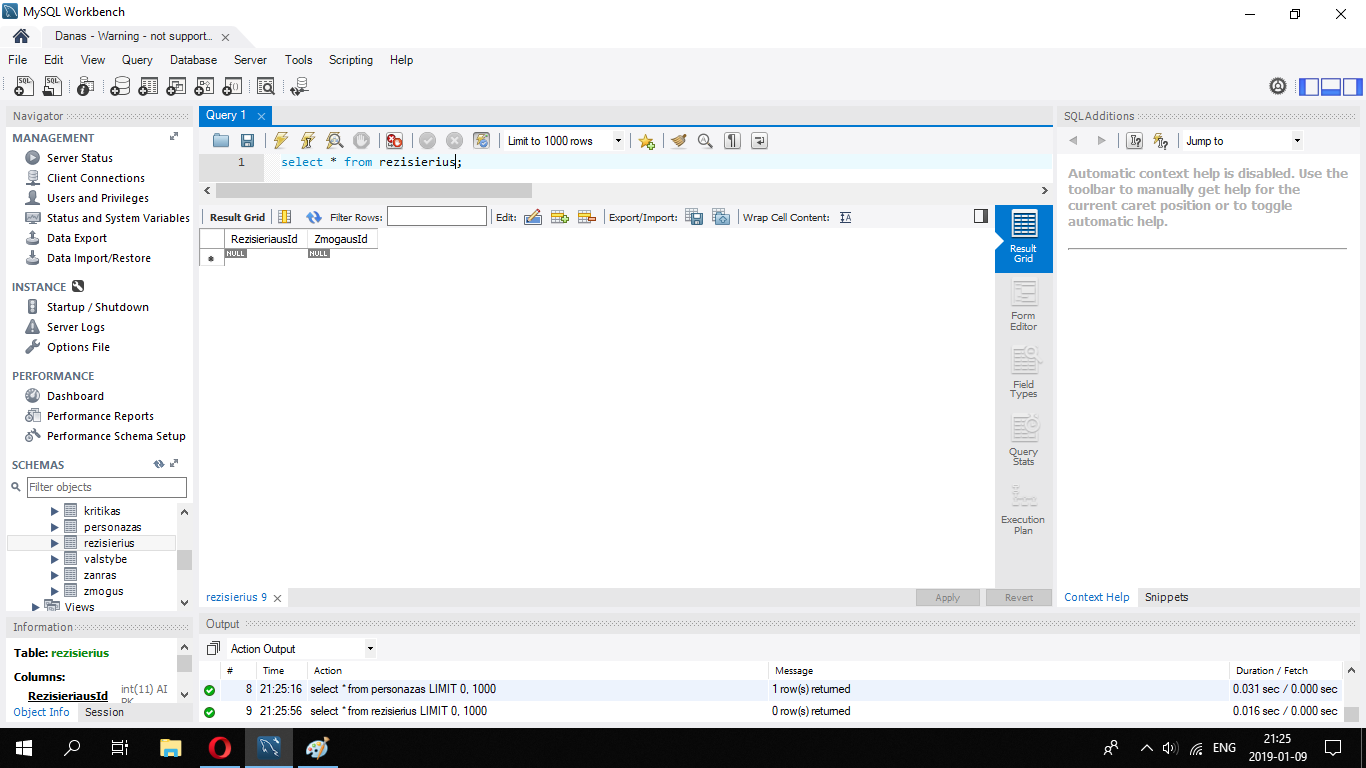 MySQL Workbench
Danas - Warning - not support...
File Edit View Query Database Server Tools Scripting Help
Navigator
MANAGEMENT
Server Status
Client Connections
Users and Privileges
Status and System Variables
Data Export
Data Import/Restore
INSTANCE
Startup / Shutdown
Server Logs
Options File
PERFORMANCE
Dashboard
Performance Reports
Performance Schema Setup
SCHEMAS
Filter objects
kritikas
personazas
rezisierius
valstybe
zanras
zmogus
Views
Information
Table: rezisierius
Columns:
RezisieriausId int(11) AI
PK
Object Info Session
Query 1
Limit to 1000 rows
1 select * from rezisierius;
Result Grid Filter Rows: Edit: Export/Import: Wrap Cell Content:
RezisieriausId ZmogausId
NULL NULL
Result
Grid
Form
Editor
Field
Types
Query
Stats
Execution
Plan
rezisierius 9
Apply Revert
SQLAdditions
Jump to
Automatic context help is disabled. Use the
toolbar to manually get help for the
current caret position or to toggle
automatic help.
Context Help Snippets
Output
Action Output
# Time Action Message Duration / Fetch
8 21:25:16 select * from personazas LIMIT 0, 1000 1 row(s) returned 0.031 sec / 0.000 sec
9 21:25:56 select * from rezisierius LIMIT 0, 1000 0 row(s) returned 0.016 sec / 0.000 sec
ENG
21:25
2019-01-09